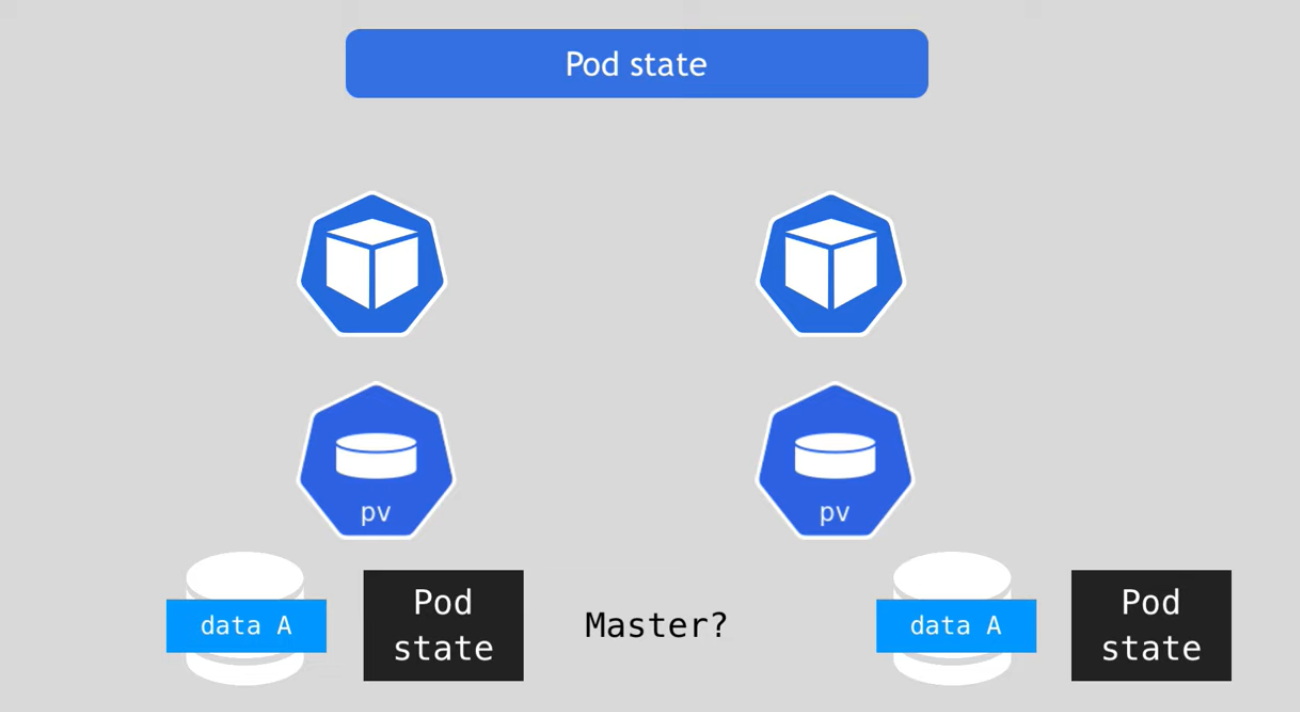 Pod state
pv
pv
data A
Pod
state
Master?
data A
Pod
state